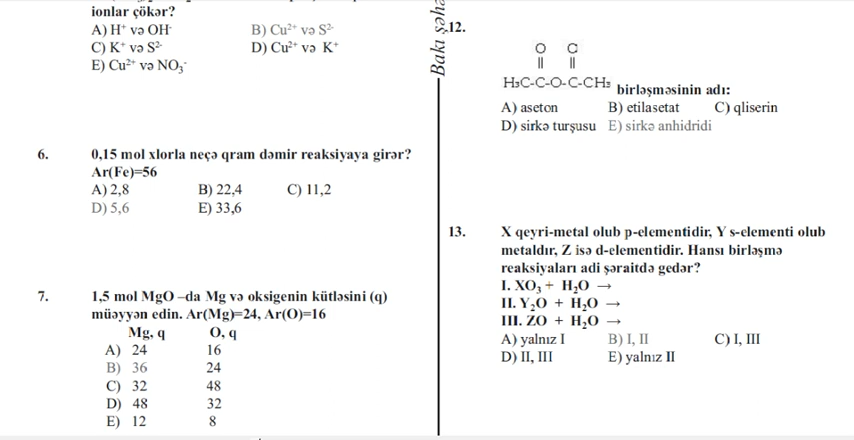 ionlar çökər?
A) H⁺ və OH⁻
B) Cu²⁺ və S²⁻
C) K⁺ və S²⁻
D) Cu²⁺ və K⁺
E) Cu²⁺ və NO₃⁻
6. 0,15 mol xlorla neçə qram dəmir reaksiyaya girər?
Ar(Fe)=56
A) 2,8 B) 22,4 C) 11,2
D) 5,6 E) 33,6
7. 1,5 mol MgO –da Mg və oksigenin kütləsini (q)
müəyyən edin. Ar(Mg)=24, Ar(O)=16
Mg, q O, q
A) 24 16
B) 36 24
C) 32 48
D) 48 32
E) 12 8
Bakı
12.
O
H₃C-C-O-C-CH₃ birləşməsinin adı:
A) aseton B) etilasetat C) qliserin
D) sirkə turşusu E) sirkə anhidridi
13. X qeyri-metal olub p-elementidir, Y s-elementi olub
metaldır, Z isə d-elementidir. Hansı birləşmə
reaksiyaları adi şəraitdə gedər?
I. XO₃ + H₂O →
II. Y₂O + H₂O →
III. ZO + H₂O →
A) yalnız I B) I, II C) I, III
D) II, III E) yalnız II